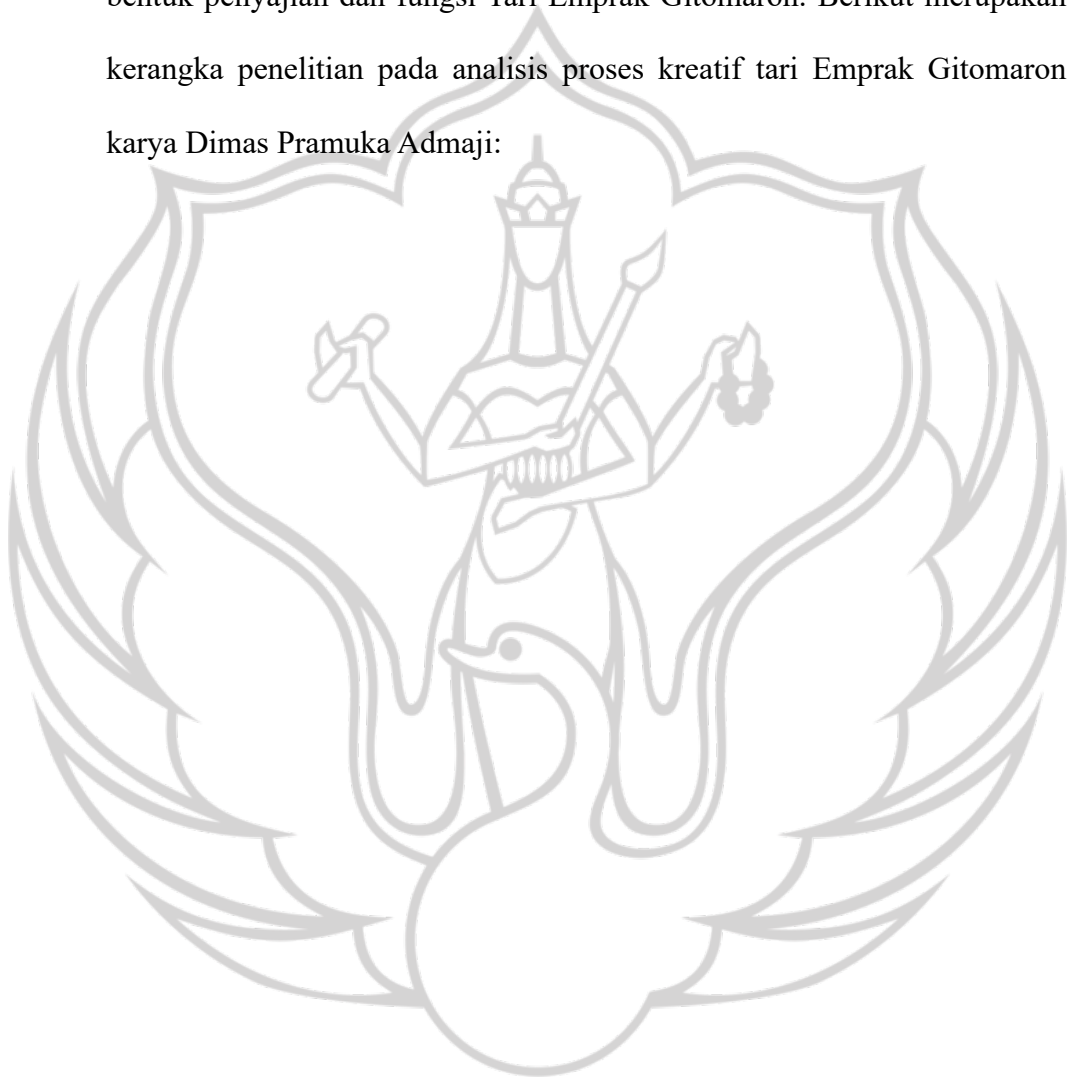 bentuk penyajian dan fungsi Tari Emprak Gitomaron. Berikut merupakan
kerangka penelitian pada analisis proses kreatif tari Emprak Gitomaron
karya Dimas Pramuka Admaji: